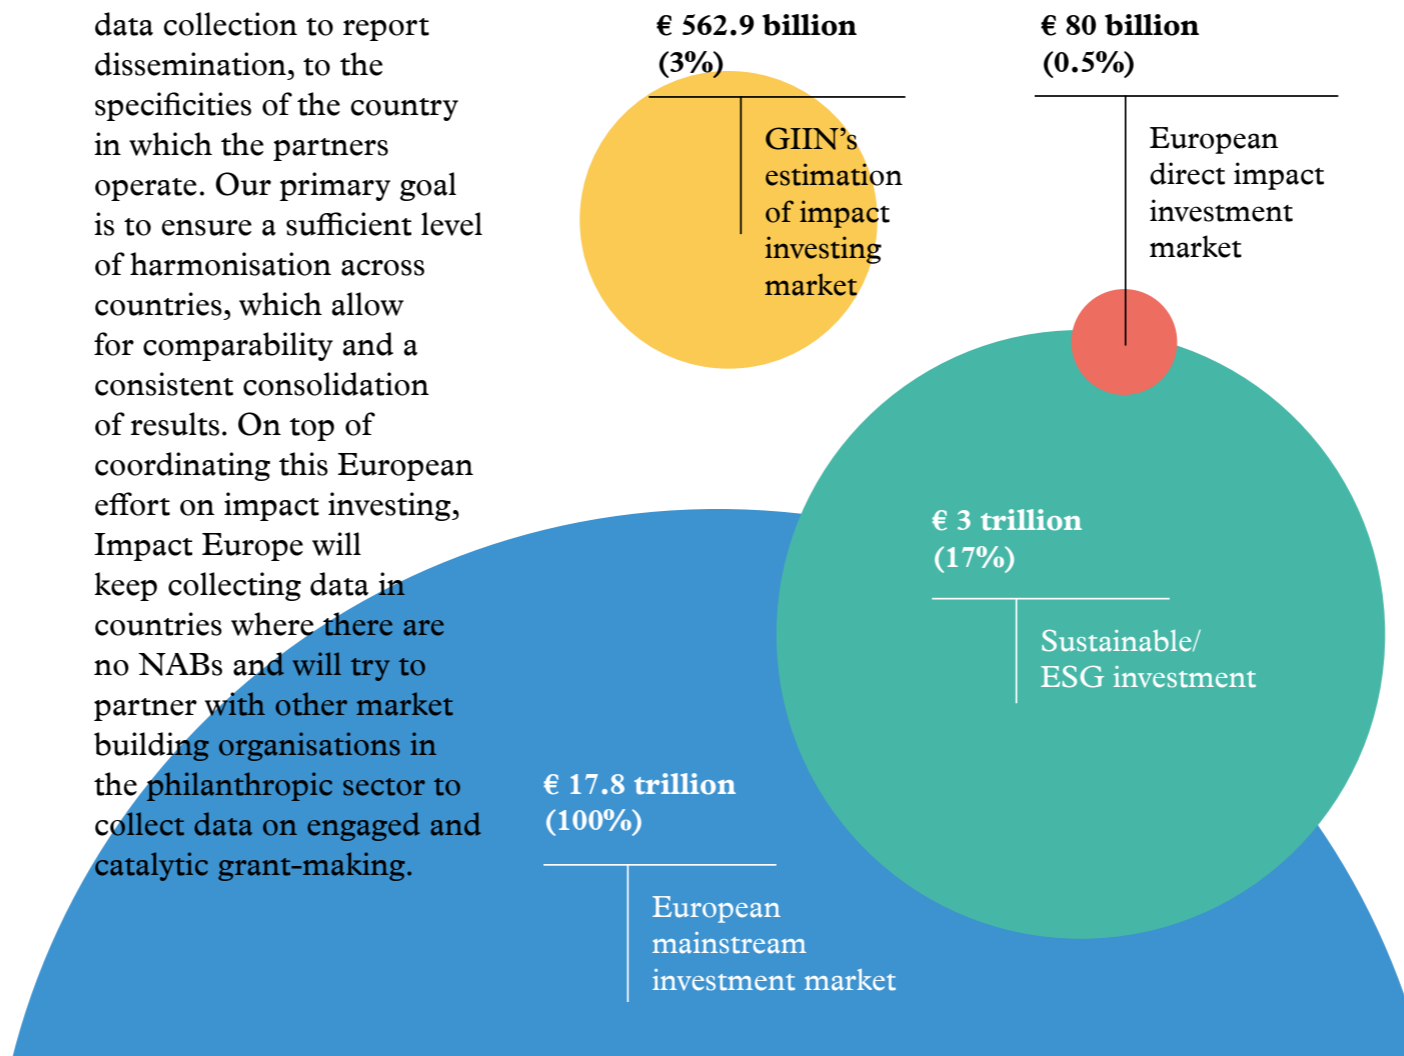 data collection to report
dissemination, to the
specificities of the country
in which the partners
operate. Our primary goal
is to ensure a sufficient level
of harmonisation across
countries, which allow
for comparability and a
consistent consolidation
of results. On top of
coordinating this European
effort on impact investing,
Impact Europe will
keep collecting data in
countries where there are
no NABs and will try to
partner with other market
building organisations in
the philanthropic sector to
collect data on engaged and
catalytic grant-making.
€ 562.9 billion
(3%)
GIIN’s
estimation
of impact
investing
market
€ 80 billion
(0.5%)
European
direct impact
investment
market
€ 3 trillion
(17%)
Sustainable/
ESG investment
€ 17.8 trillion
(100%)
European
mainstream
investment market